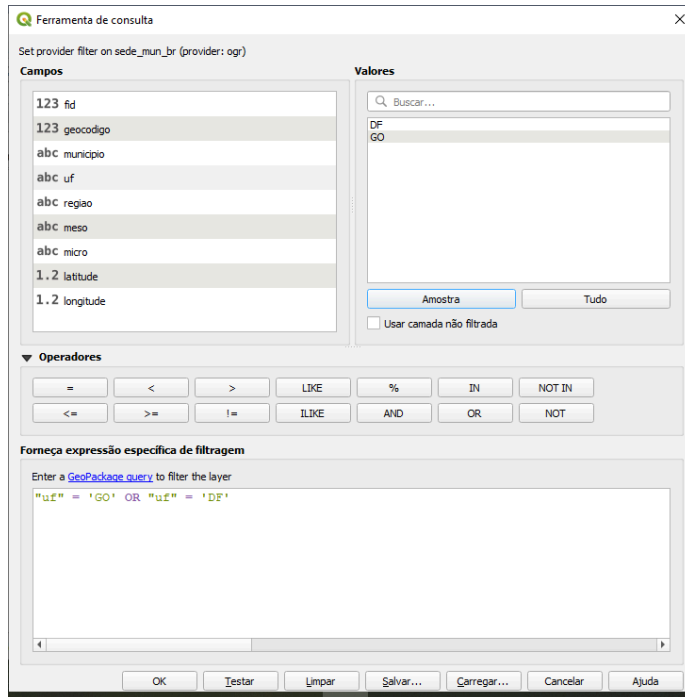 Ferramenta de consulta
Set provider filter on sede_mun_br (provider: ogr)
Campos
123 fid
123 geocodigo
abc municipio
abc uf
abc regiao
abc meso
abc micro
1.2 latitude
1.2 longitude
Valores
Buscar...
DF
GO
Amostra Tudo
Usar camada não filtrada
Operadores
= < > LIKE % IN NOT IN
<= >= != ILIKE AND OR NOT
Forneça expressão específica de filtragem
Enter a GeoPackage query to filter the layer
"uf" = 'GO' OR "uf" = 'DF'
OK Testar Limpar Salvar... Carregar... Cancelar Ajuda